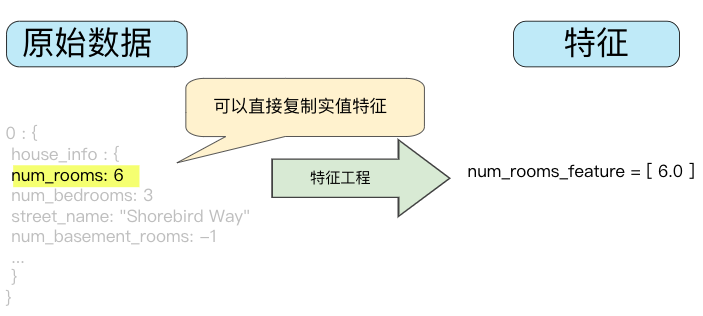 原始数据
特征
可以直接复制实值特征
0 : {
house_info : {
num_rooms: 6
num_bedrooms: 3
street_name: "Shorebird Way"
num_basement_rooms: -1
...
}
}
特征工程
num_rooms_feature = [ 6.0 ]